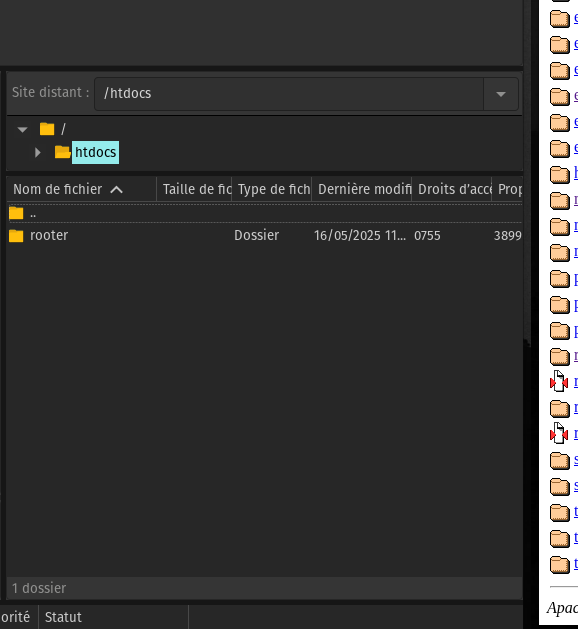 Site distant : /htdocs
/
htdocs
Nom de fichier Taille de fic Type de fich Dernière modifi Droits d'accé Prop
..
rooter Dossier 16/05/2025 11... 0755 3899
1 dossier
orité Statut
e
e
e
e
e
e
h
r
p
p
p
s
s
t
t
t
Apac